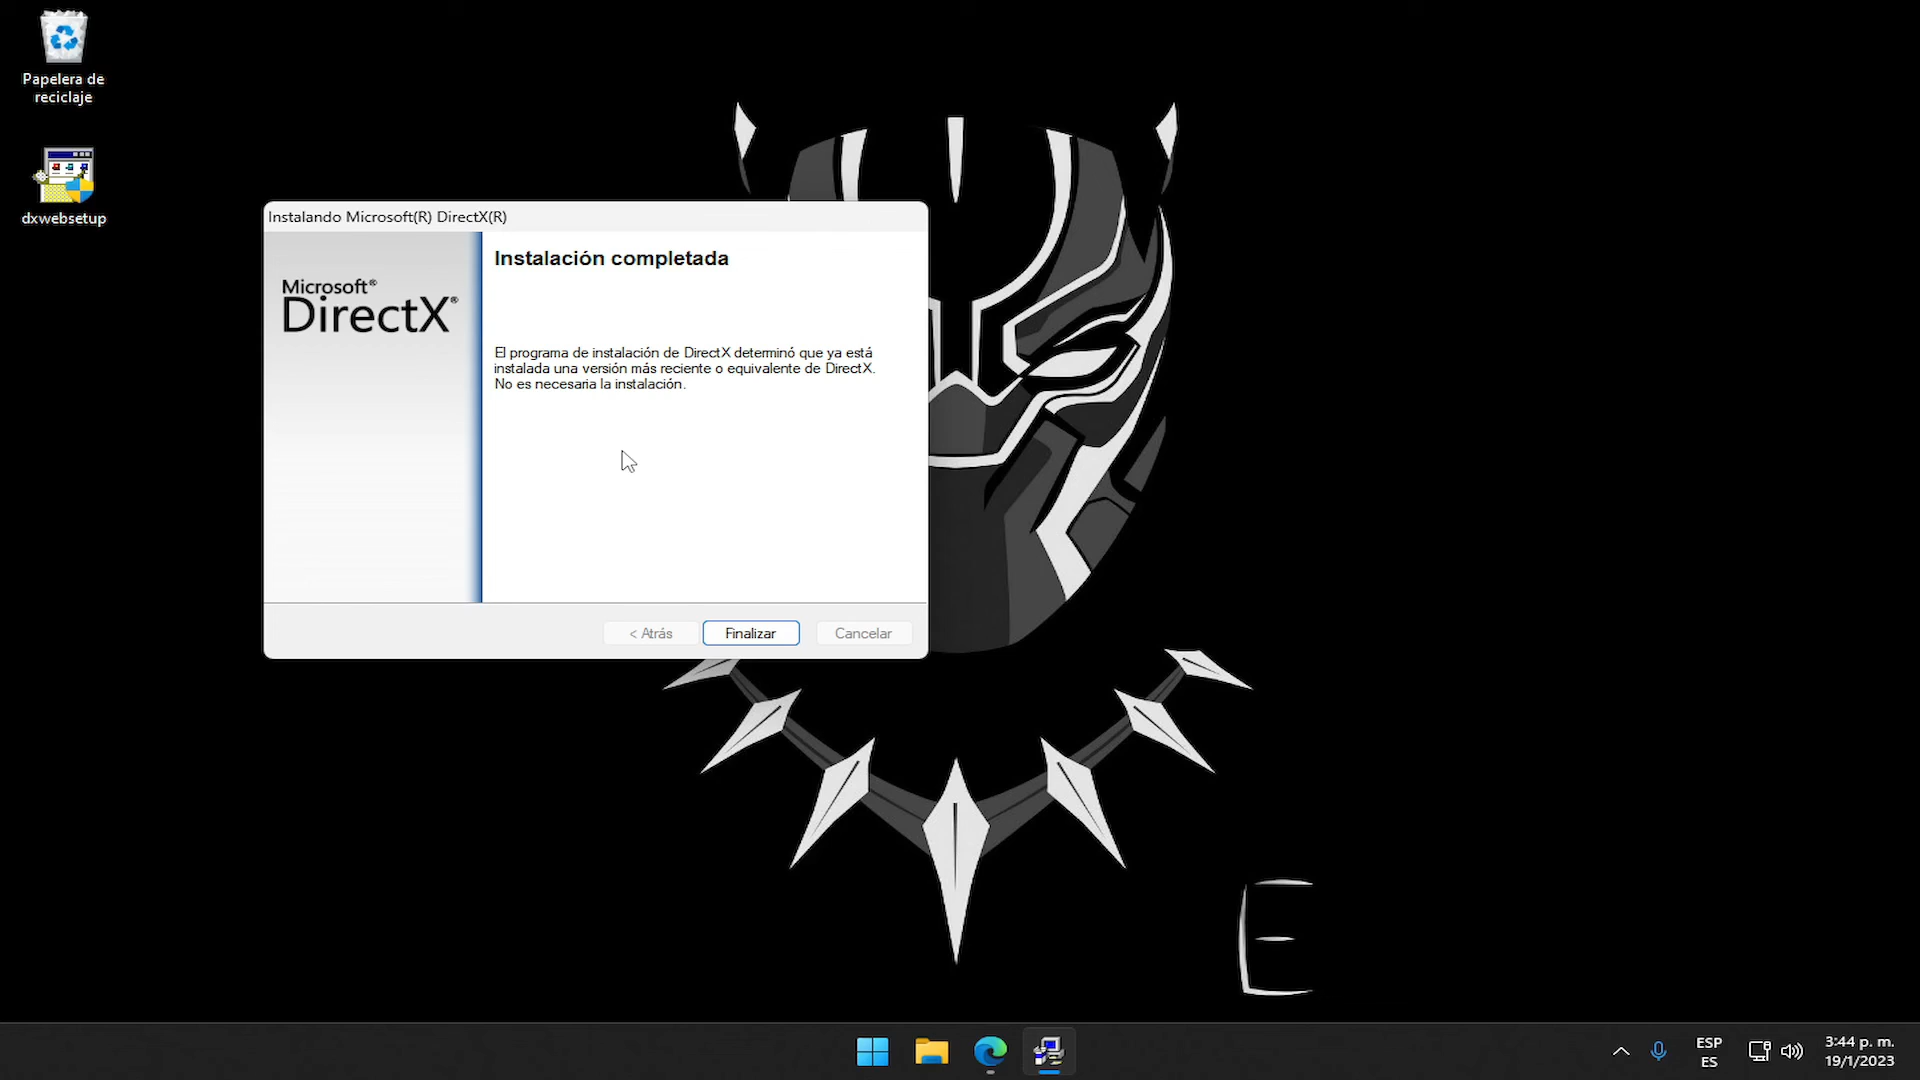 Papelera de
reciclaje
dxwebsetup
Instalando Microsoft(R) DirectX(R)
Microsoft®
DirectX®
Instalación completada
El programa de instalación de DirectX determinó que ya está
instalada una versión más reciente o equivalente de DirectX.
No es necesaria la instalación.
< Atrás
Finalizar
Cancelar
E
ESP
ES
3:44 p. m.
19/1/2023